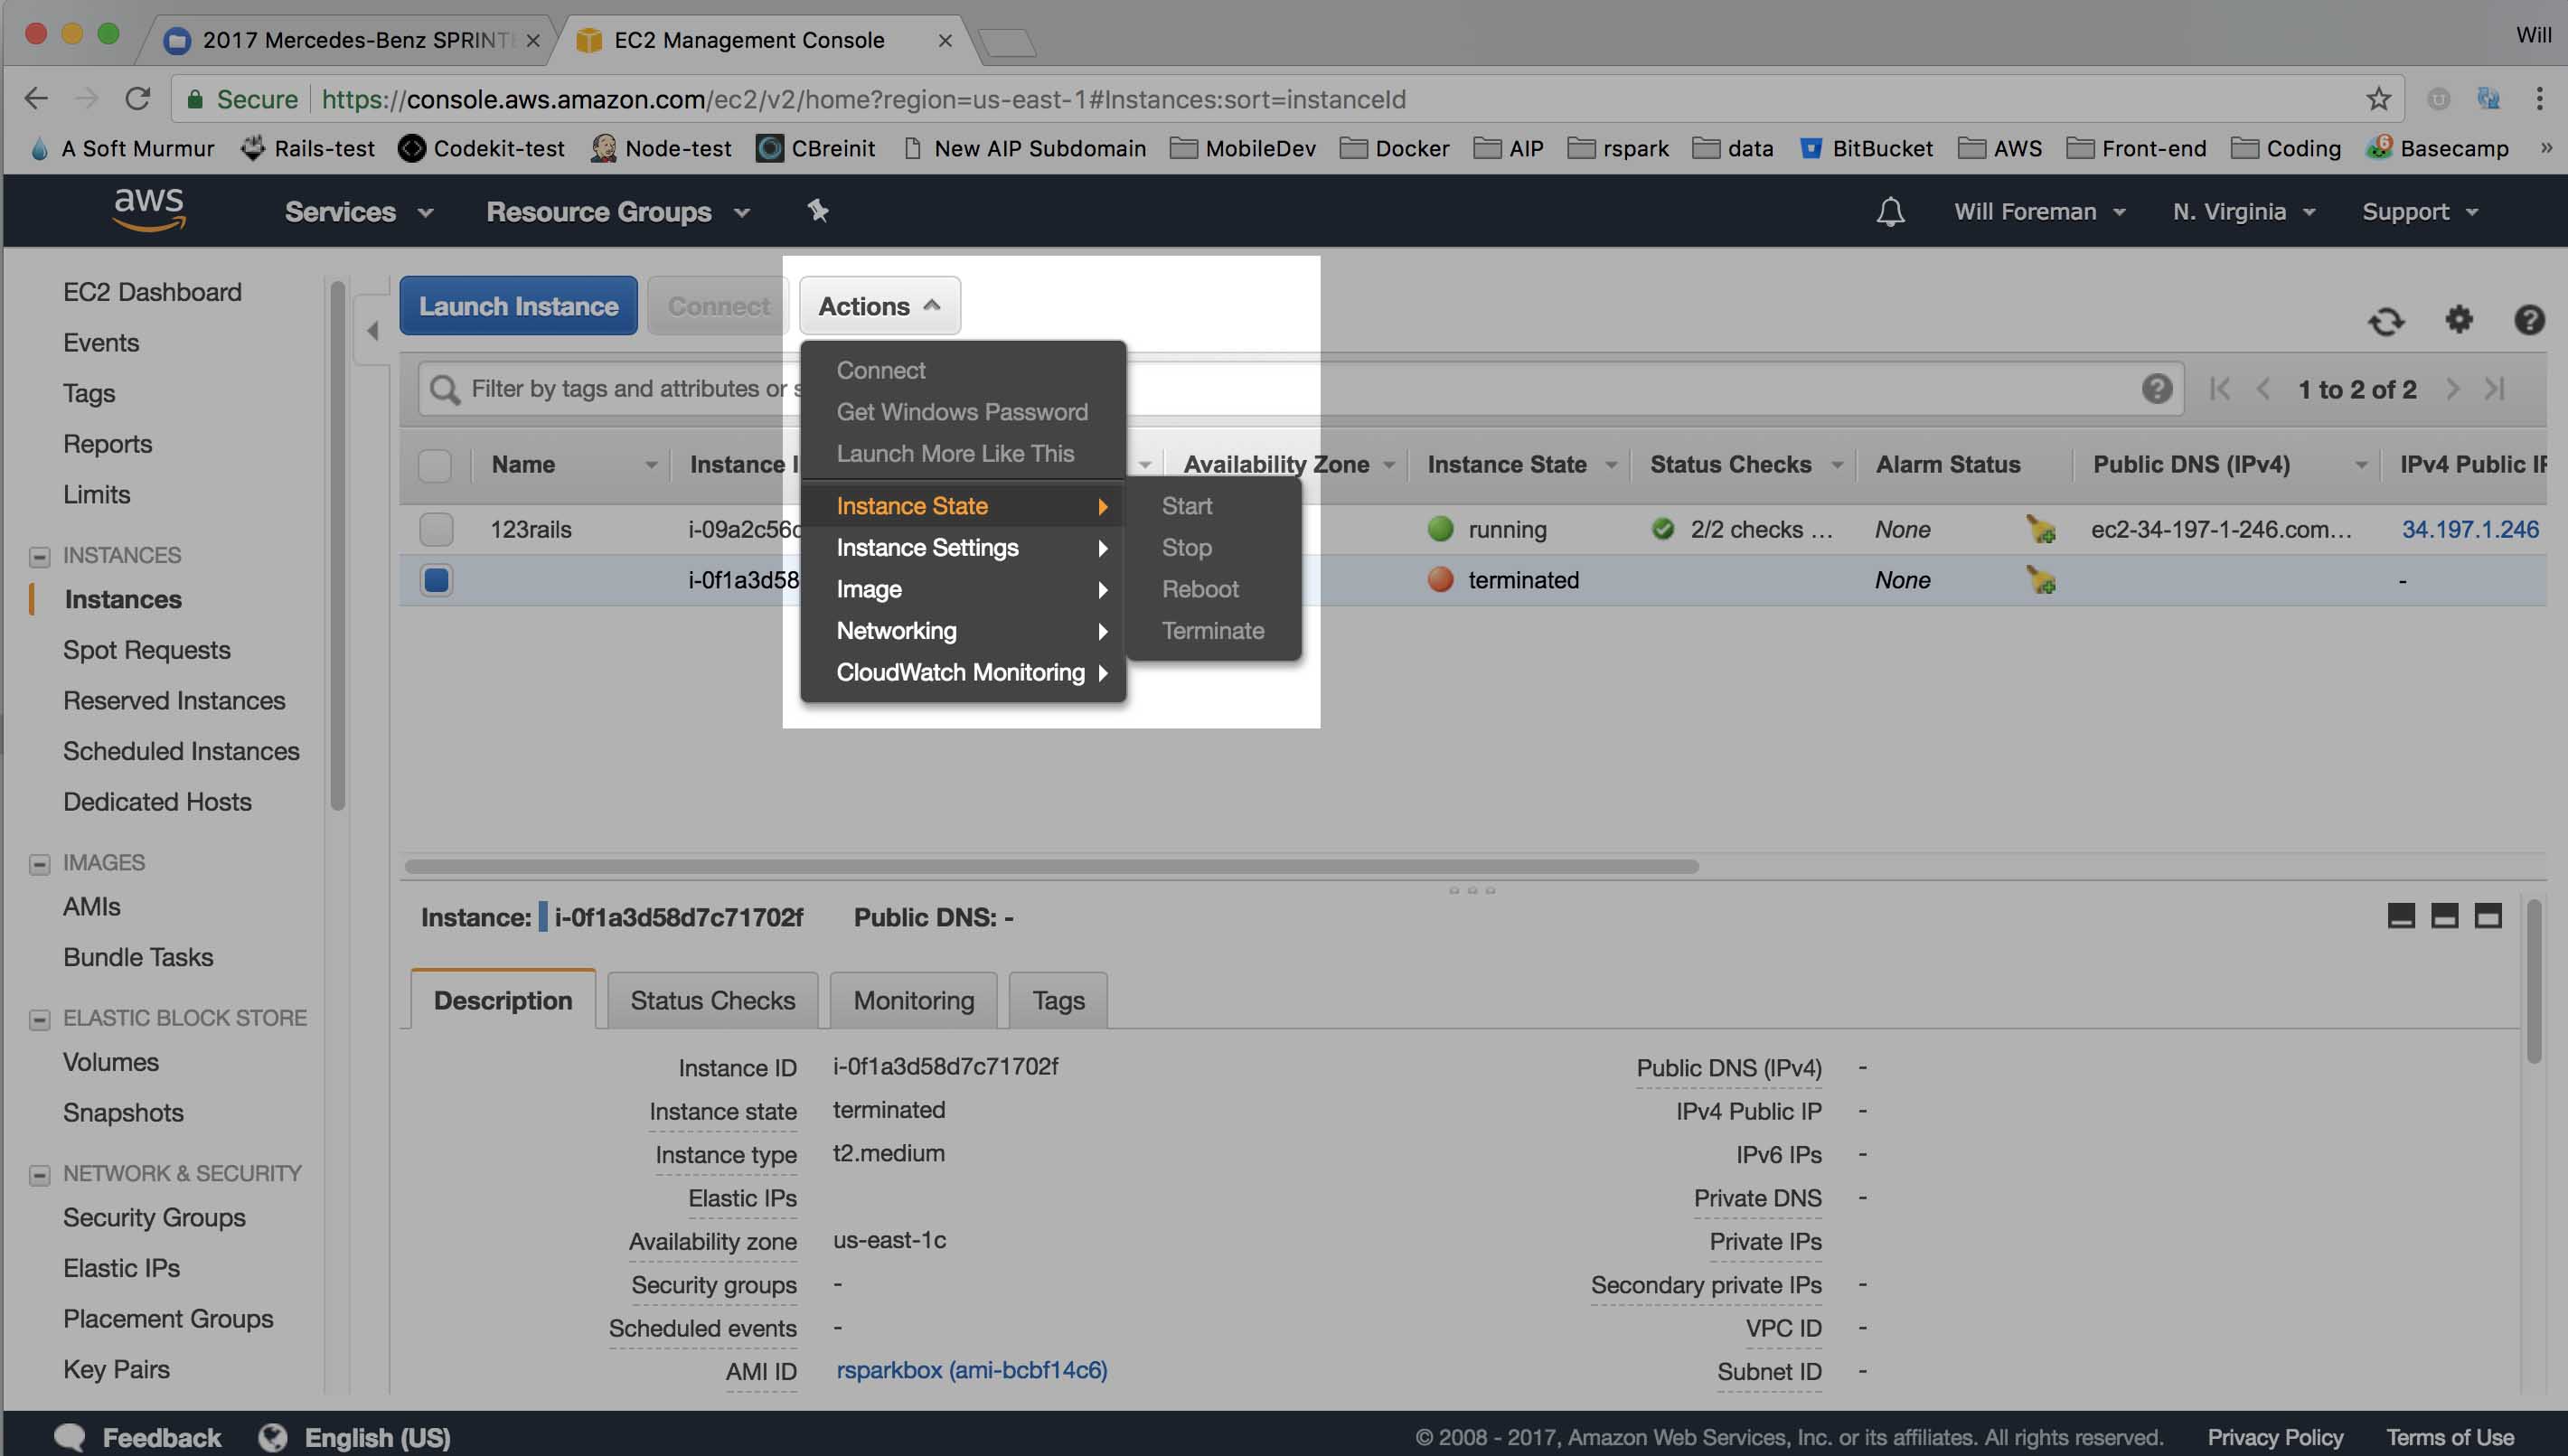 2017 Mercedes-Benz SPRINT
EC2 Management Console
Will
Secure https://console.aws.amazon.com/ec2/v2/home?region=us-east-1#Instances:sort=instanceId
A Soft Murmur Rails-test Codekit-test Node-test CBreinit New AIP Subdomain MobileDev Docker AIP rspark data BitBucket AWS Front-end Coding Basecamp »
aws Services Resource Groups Will Foreman N. Virginia Support
EC2 Dashboard
Events
Tags
Reports
Limits
INSTANCES
Instances
Spot Requests
Reserved Instances
Scheduled Instances
Dedicated Hosts
IMAGES
AMIs
Bundle Tasks
ELASTIC BLOCK STORE
Volumes
Snapshots
NETWORK & SECURITY
Security Groups
Elastic IPs
Placement Groups
Key Pairs
Launch Instance Connect Actions
Filter by tags and attributes or s 1 to 2 of 2
Connect
Get Windows Password
Launch More Like This
Instance State
Instance Settings
Image
Networking
CloudWatch Monitoring
Start
Stop
Reboot
Terminate
Name Instance I Availability Zone Instance State Status Checks Alarm Status Public DNS (IPv4) IPv4 Public IP
123rails i-09a2c56c running 2/2 checks ... None ec2-34-197-1-246.com... 34.197.1.246
i-0f1a3d58 terminated None -
Instance: i-0f1a3d58d7c71702f Public DNS: -
Description Status Checks Monitoring Tags
Instance ID i-0f1a3d58d7c71702f
Instance state terminated
Instance type t2.medium
Elastic IPs
Availability zone us-east-1c
Security groups -
Scheduled events -
AMI ID rsparkbox (ami-bcbf14c6)
Public DNS (IPv4) -
IPv4 Public IP -
IPv6 IPs -
Private DNS -
Private IPs -
Secondary private IPs -
VPC ID -
Subnet ID -
Feedback English (US) © 2008 - 2017, Amazon Web Services, Inc. or its affiliates. All rights reserved. Privacy Policy Terms of Use